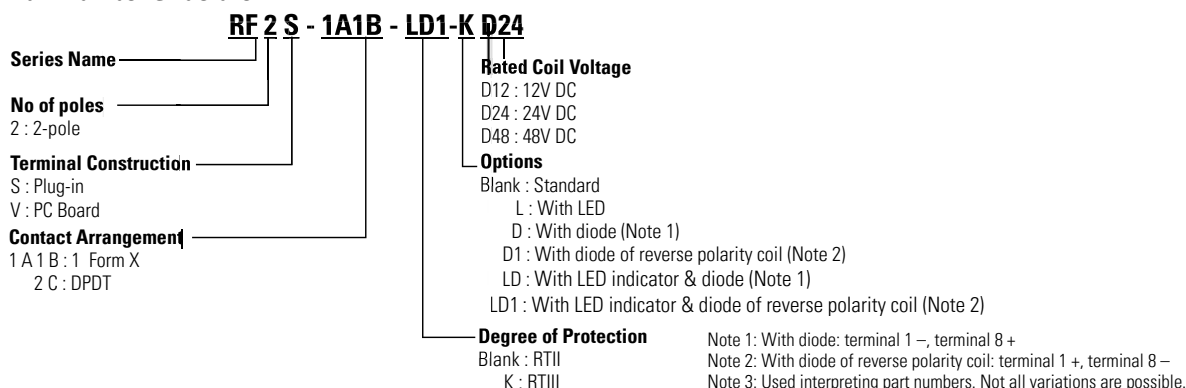 RF 2 S - 1A1B - LD1-K D24
Series Name
No of poles
2 : 2-pole
Terminal Construction
S : Plug-in
V : PC Board
Contact Arrangement
1 A 1 B : 1 Form X
2 C : DPDT
Rated Coil Voltage
D12 : 12V DC
D24 : 24V DC
D48 : 48V DC
Options
Blank : Standard
L : With LED
D : With diode (Note 1)
D1 : With diode of reverse polarity coil (Note 2)
LD : With LED indicator & diode (Note 1)
LD1 : With LED indicator & diode of reverse polarity coil (Note 2)
Degree of Protection
Blank : RTII
K : RTIII
Note 1: With diode: terminal 1 –, terminal 8 +
Note 2: With diode of reverse polarity coil: terminal 1 +, terminal 8 –
Note 3: Used interpreting part numbers. Not all variations are possible.